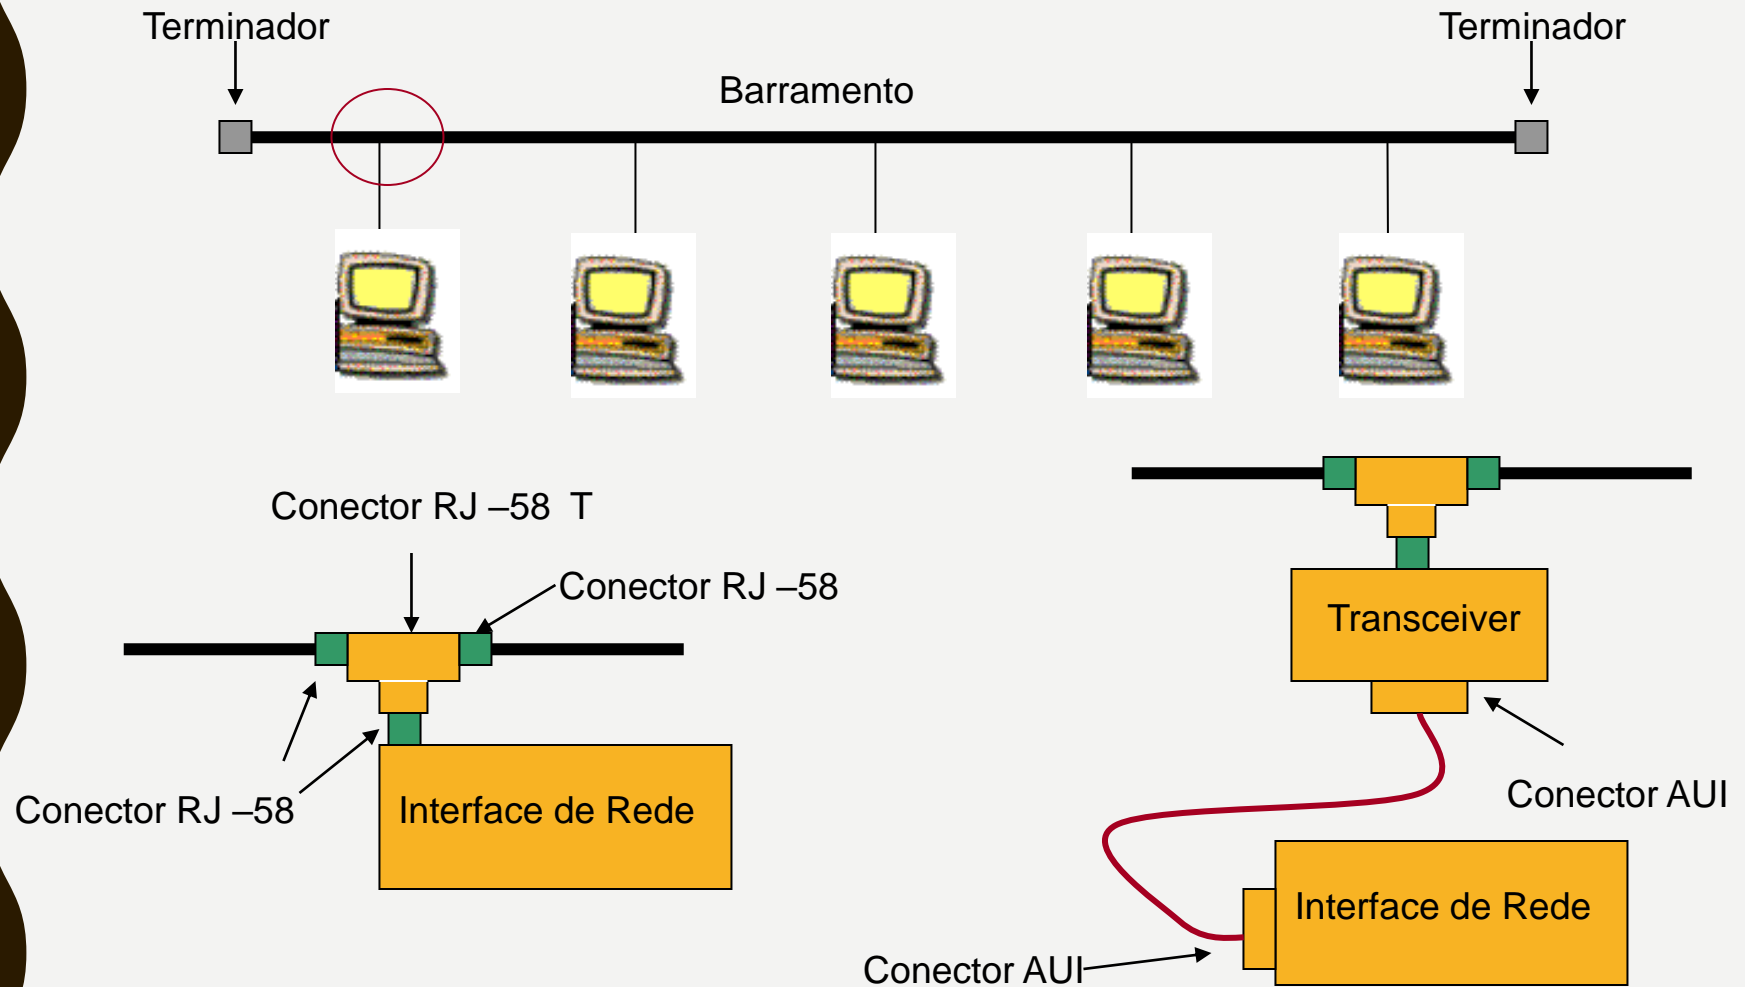 Terminador
Terminador
Barramento
Conector RJ –58  T
Conector RJ –58
Conector RJ –58
Interface de Rede
Transceiver
Conector AUI
Interface de Rede
Conector AUI